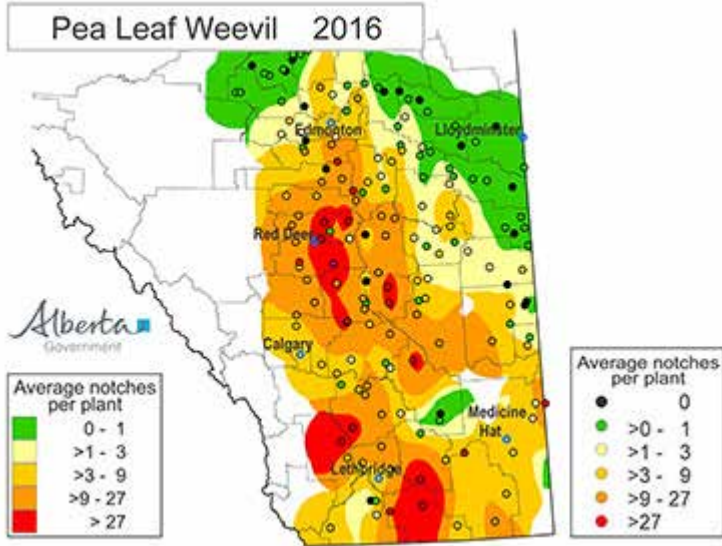 Pea Leaf Weevil 2016
Edmonton
Lloydminster
Red Deer
Alberta
Government
Calgary
Medicine
Hat
Lethbridge
Average notches
per plant
0 - 1
>1 - 3
>3 - 9
>9 - 27
> 27
Average notches
per plant
0
>0 - 1
>1 - 3
>3 - 9
>9 - 27
>27